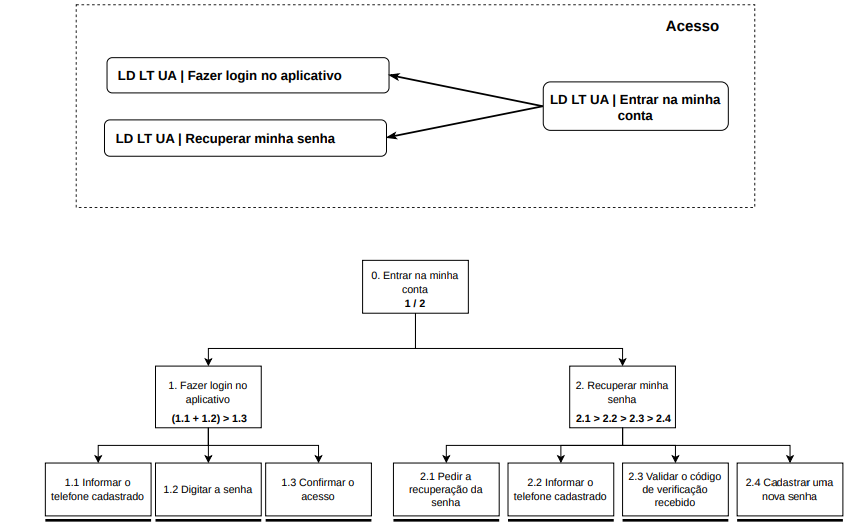 Acesso
LD LT UA | Fazer login no aplicativo
LD LT UA | Entrar na minha
conta
LD LT UA | Recuperar minha senha
0. Entrar na minha
conta
1 / 2
1. Fazer login no
aplicativo
(1.1 + 1.2) > 1.3
2. Recuperar minha
senha
2.1 > 2.2 > 2.3 > 2.4
1.1 Informar o
telefone cadastrado
1.2 Digitar a senha
1.3 Confirmar o
acesso
2.1 Pedir a
recuperação da
senha
2.2 Informar o
telefone cadastrado
2.3 Validar o código
de verificação
recebido
2.4 Cadastrar uma
nova senha